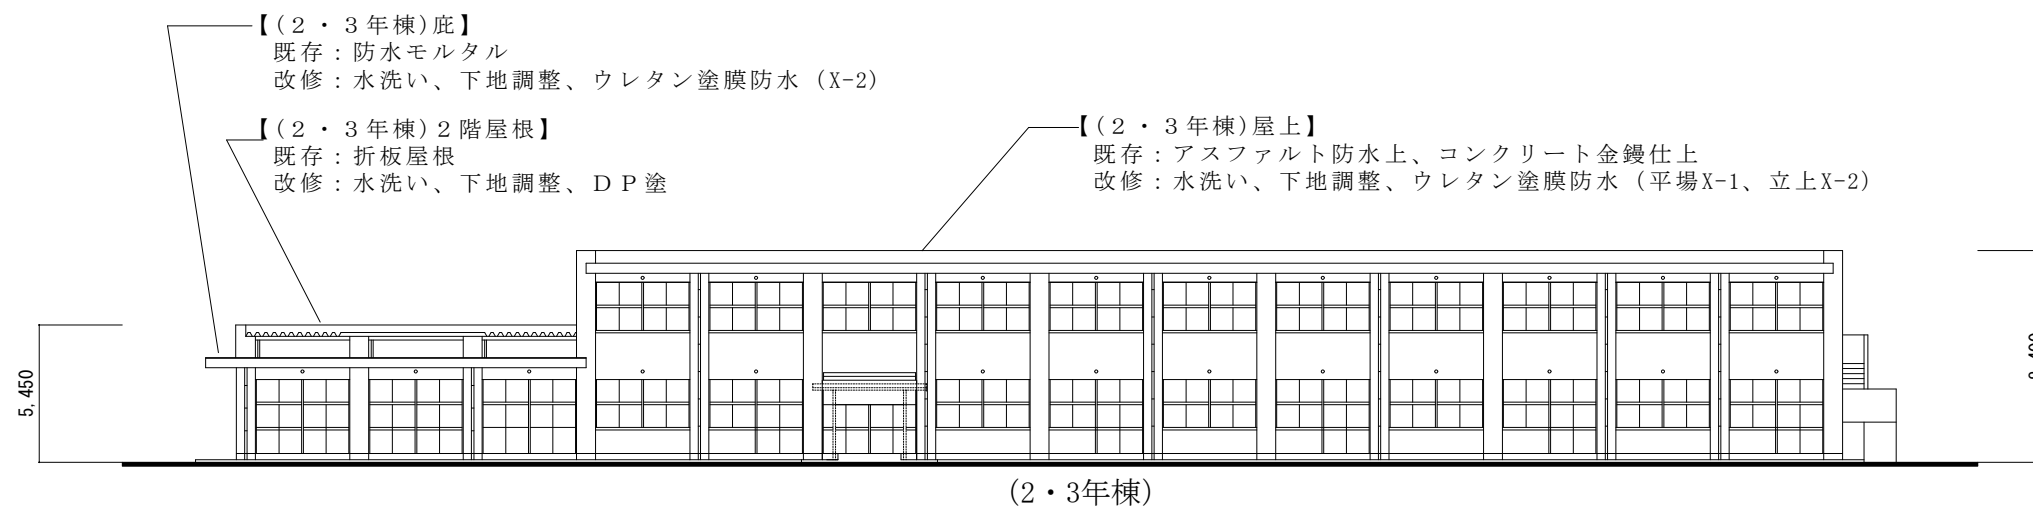 【(２・３年棟)庇】
既存：防水モルタル
改修：水洗い、下地調整、ウレタン塗膜防水（X-2）
【(２・３年棟)２階屋根】
既存：折板屋根
改修：水洗い、下地調整、ＤＰ塗
【(２・３年棟)屋上】
既存：アスファルト防水上、コンクリート金鏝仕上
改修：水洗い、下地調整、ウレタン塗膜防水（平場X-1、立上X-2）
5,450
(2・3年棟)